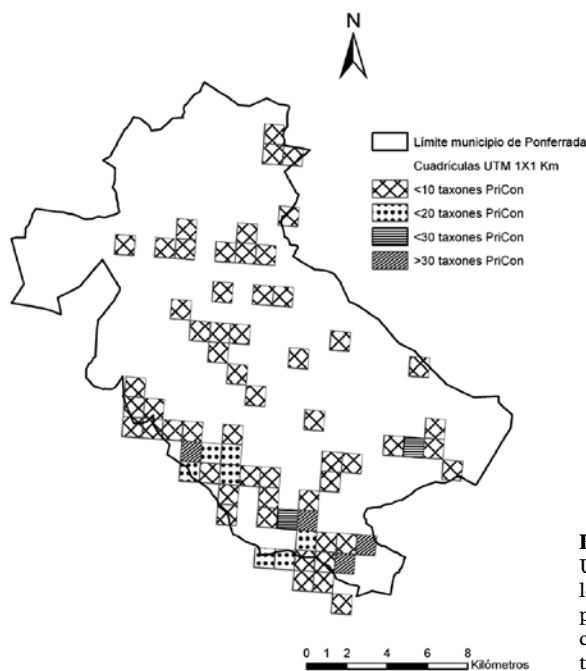 N
Límite municipio de Ponferrada
Cuadrículas UTM 1X1 Km
<10 taxones PriCon
<20 taxones PriCon
<30 taxones PriCon
>30 taxones PriCon
0 1 2 4 6 8
Kilómetros